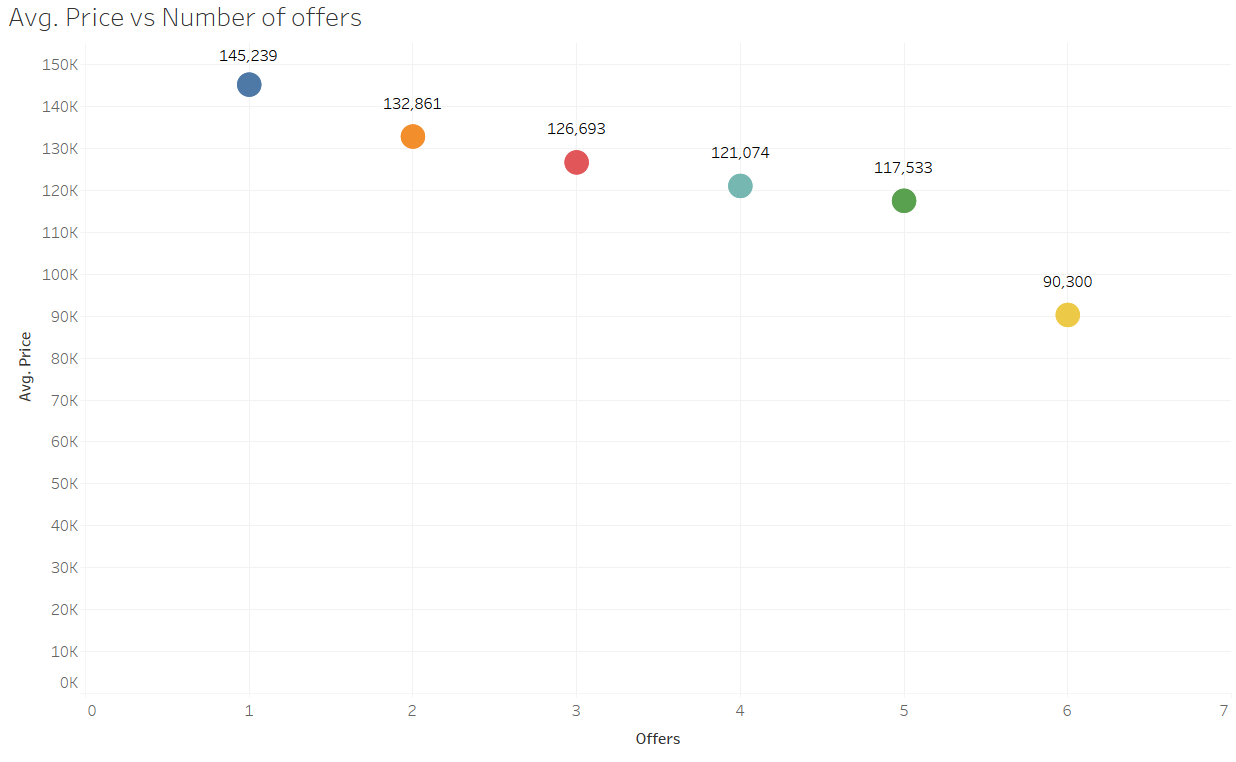 Avg. Price vs Number of offers
145,239
132,861
126,693
121,074
117,533
90,300
150K
140K
130K
120K
110K
100K
90K
80K
70K
60K
50K
40K
30K
20K
10K
0K
Avg. Price
0 1 2 3 4 5 6 7
Offers